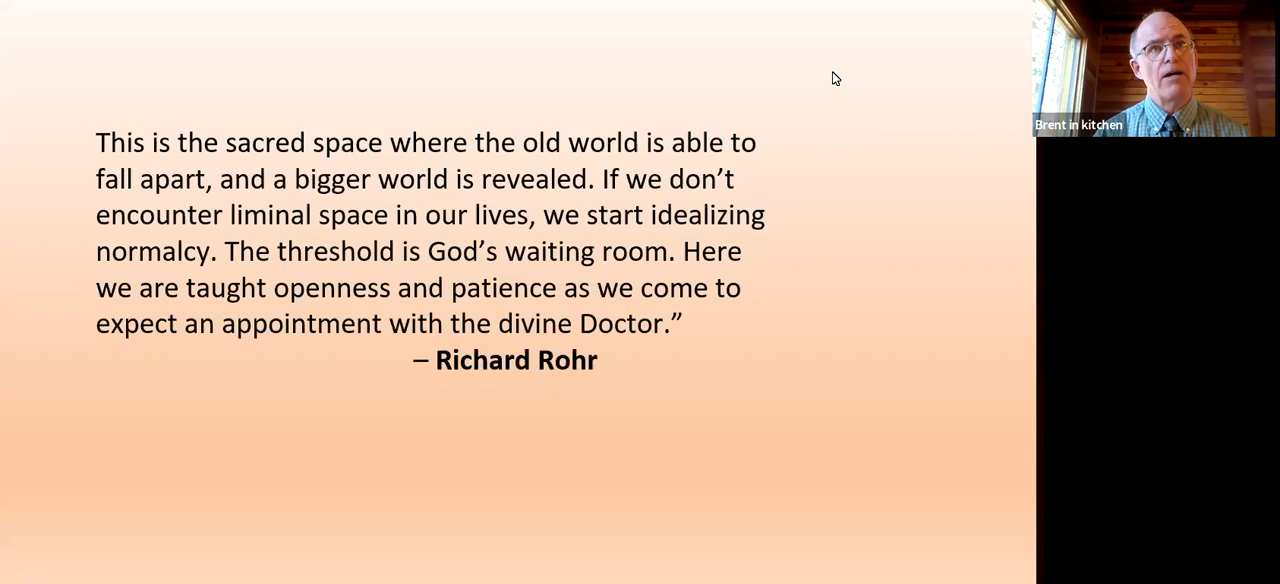 This is the sacred space where the old world is able to
fall apart, and a bigger world is revealed. If we don’t
encounter liminal space in our lives, we start idealizing
normalcy. The threshold is God’s waiting room. Here
we are taught openness and patience as we come to
expect an appointment with the divine Doctor.”
– Richard Rohr
Brent in kitchen